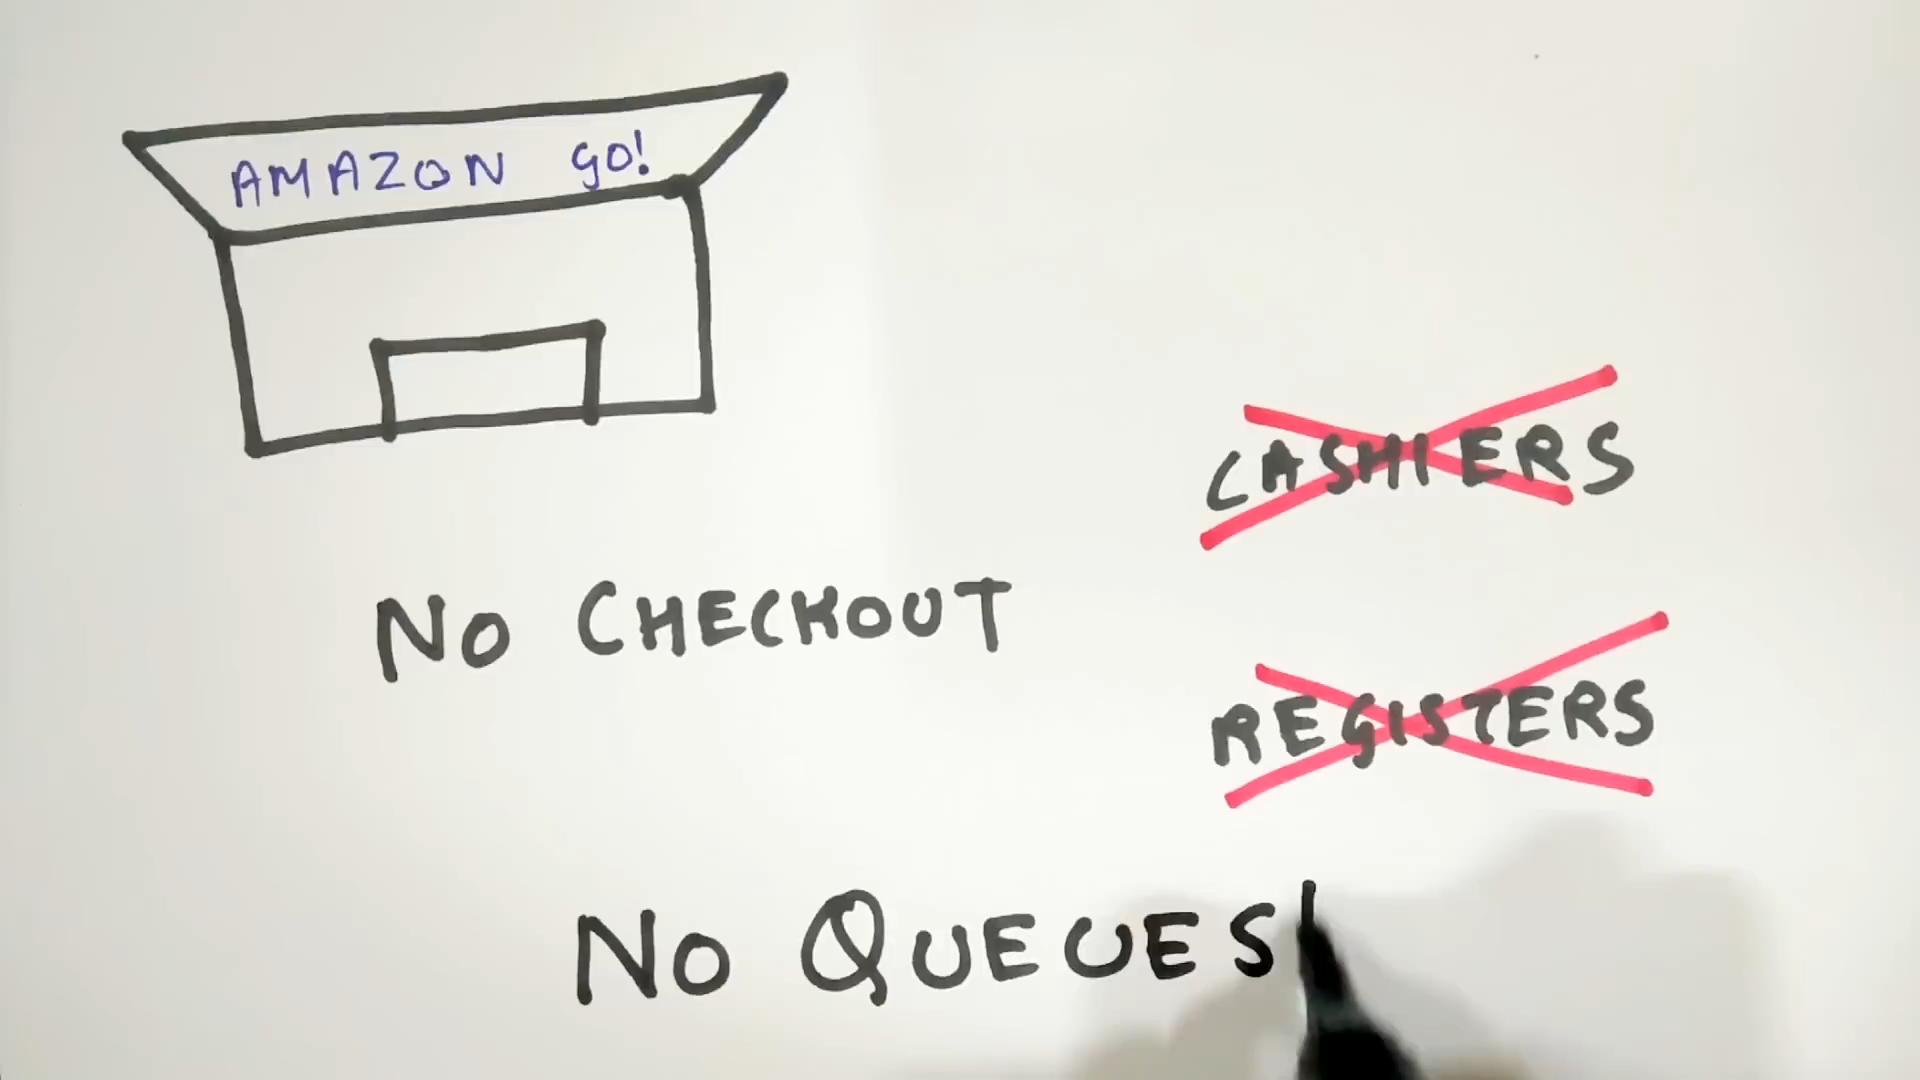 AMAZON GO!
CASHIERS
NO CHECKOUT
REGISTERS
NO QUEUES